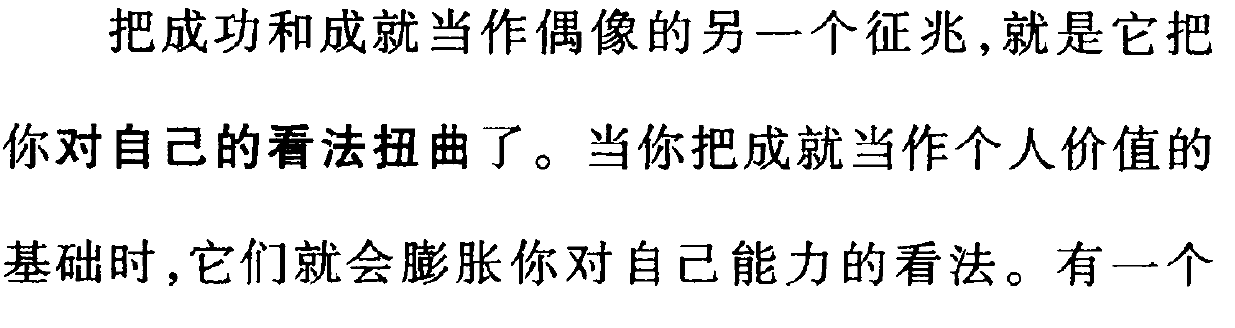 把成功和成就当作偶像的另一个征兆,就是它把
你对自己的看法扭曲了。当你把成就当作个人价值的
基础时,它们就会膨胀你对自己能力的看法。有一个